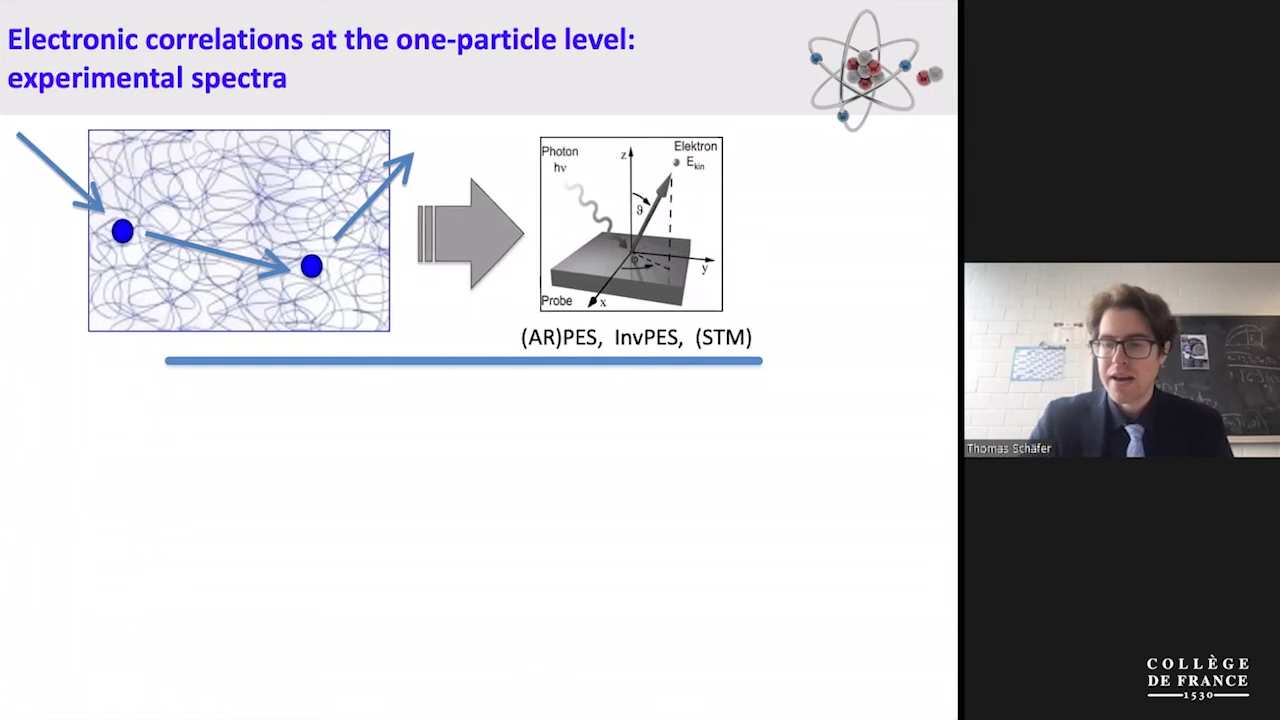 Electronic correlations at the one-particle level:
experimental spectra
Photon
hν
z
Elektron
E kin
ϑ
φ
y
x
Probe
(AR)PES, InvPES, (STM)
Thomas Schäfer
COLLÈGE
DE FRANCE
1530